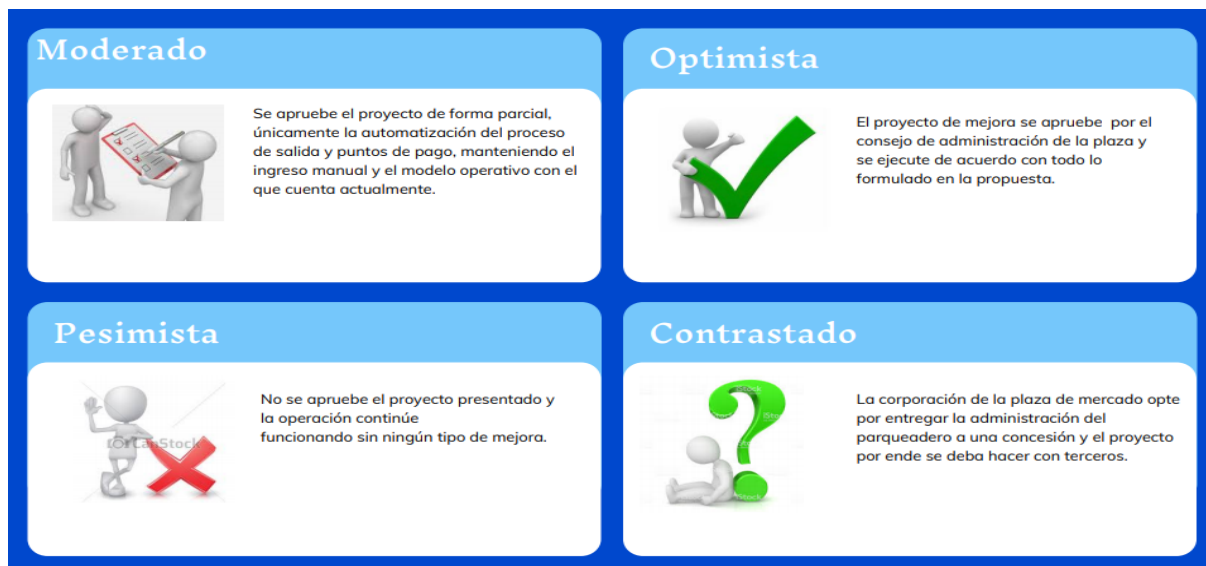 Moderado
Se apruebe el proyecto de forma parcial,
únicamente la automatización del proceso
de salida y puntos de pago, manteniendo el
ingreso manual y el modelo operativo con el
que cuenta actualmente.
Optimista
El proyecto de mejora se apruebe por el
consejo de administración de la plaza y
se ejecute de acuerdo con todo lo
formulado en la propuesta.
Pesimista
CanStock
No se apruebe el proyecto presentado y
la operación continúe
funcionando sin ningún tipo de mejora.
Contrastado
iStock
iStock
La corporación de la plaza de mercado opte
por entregar la administración del
parqueadero a una concesión y el proyecto
por ende se deba hacer con terceros.